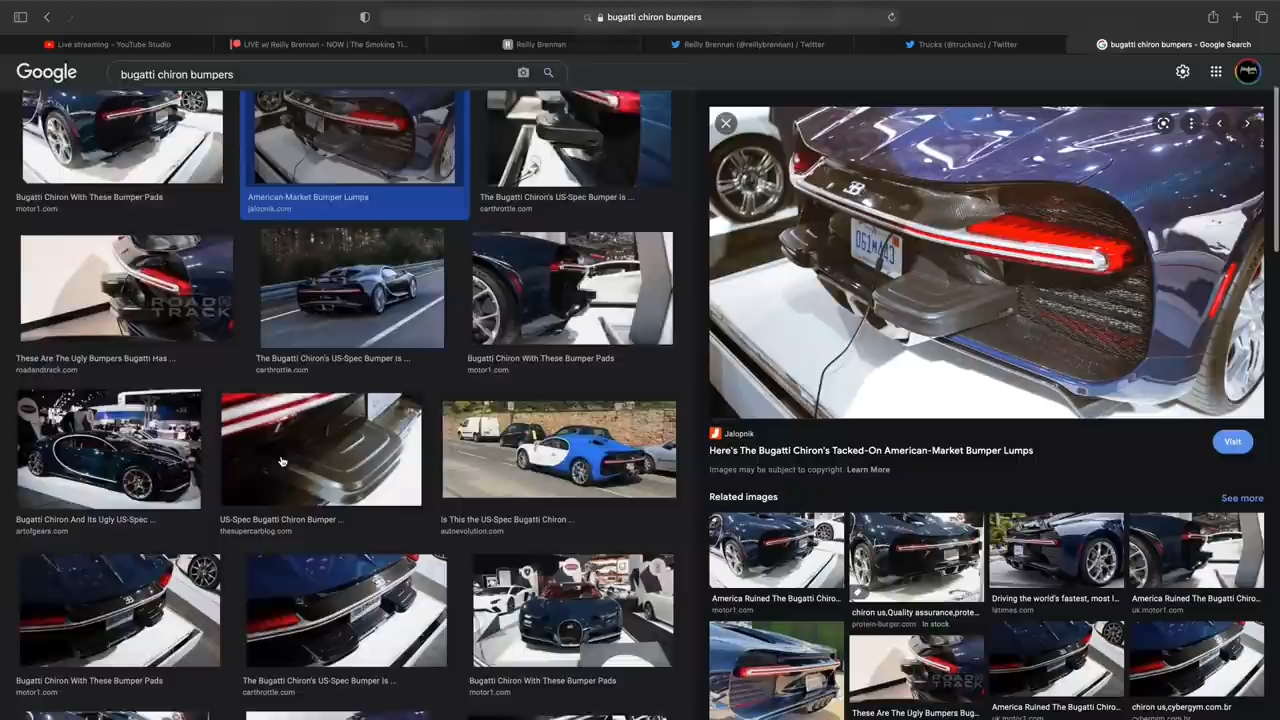 bugatti chiron bumpers
Live streaming - YouTube Studio
LIVE w/ Reilly Brennan - NOW | The Smoking Ti...
R
Reilly Brennan
Reilly Brennan (@reillybrennan) / Twitter
Trucks (@trucksvc) / Twitter
G
bugatti chiron bumpers - Google Search
Google
bugatti chiron bumpers
Bugatti Chiron With These Bumper Pads
motor1.com
American-Market Bumper Lumps
jalopnik.com
The Bugatti Chiron's US-Spec Bumper Is ...
carthrottle.com
ROAD
TRACK
These Are The Ugly Bumpers Bugatti Has ...
roadandtrack.com
The Bugatti Chiron's US-Spec Bumper Is ...
carthrottle.com
Bugatti Chiron With These Bumper Pads
motor1.com
Bugatti Chiron And Its Ugly US-Spec ...
artofgears.com
US-Spec Bugatti Chiron Bumper ...
thesupercarblog.com
Is This the US-Spec Bugatti Chiron ...
autoevolution.com
Bugatti Chiron With These Bumper Pads
motor1.com
The Bugatti Chiron's US-Spec Bumper Is ...
carthrottle.com
Bugatti Chiron With These Bumper Pads
motor1.com
Jalopnik
Here's The Bugatti Chiron's Tacked-On American-Market Bumper Lumps
Visit
Images may be subject to copyright. Learn More
Related images
See more
America Ruined The Bugatti Chiro...
motor1.com
chiron us,Quality assurance,prote...
protein-burger.com In stock
Driving the world's fastest, most l...
latimes.com
America Ruined The Bugatti Chiro...
uk.motor1.com
ROAD
TRACK
These Are The Ugly Bumpers Bug...
America Ruined The Bugatti Chiro...
uk.motor1.com
chiron us,cybergym.com.br
cybergym.com